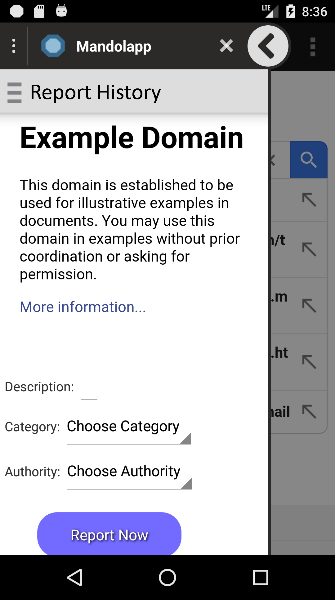 LTE 8:36
Mandolapp
Report History
Example Domain
This domain is established to be
used for illustrative examples in
documents. You may use this
domain in examples without prior
coordination or asking for
permission.
More information...
n/t
.m
.ht
nail
Description:
Category: Choose Category
Authority: Choose Authority
Report Now